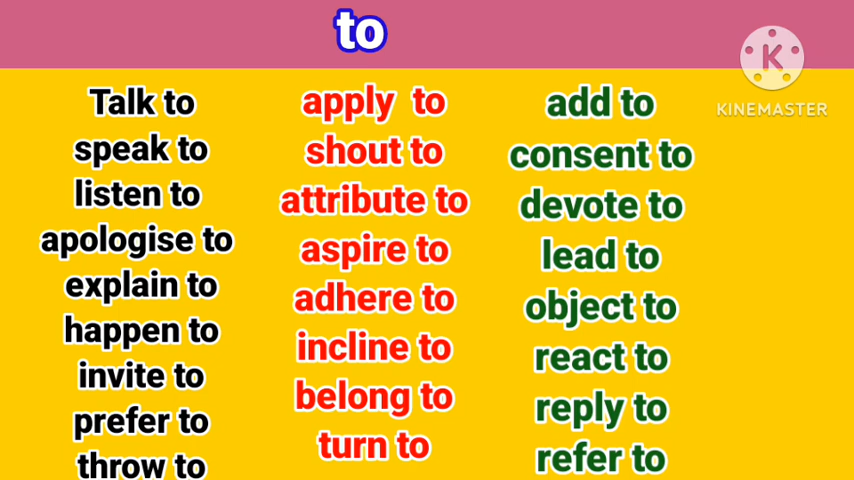 to
K
KINEMASTER
Talk to
speak to
listen to
apologise to
explain to
happen to
invite to
prefer to
throw to
apply to
shout to
attribute to
aspire to
adhere to
incline to
belong to
turn to
add to
consent to
devote to
lead to
object to
react to
reply to
refer to